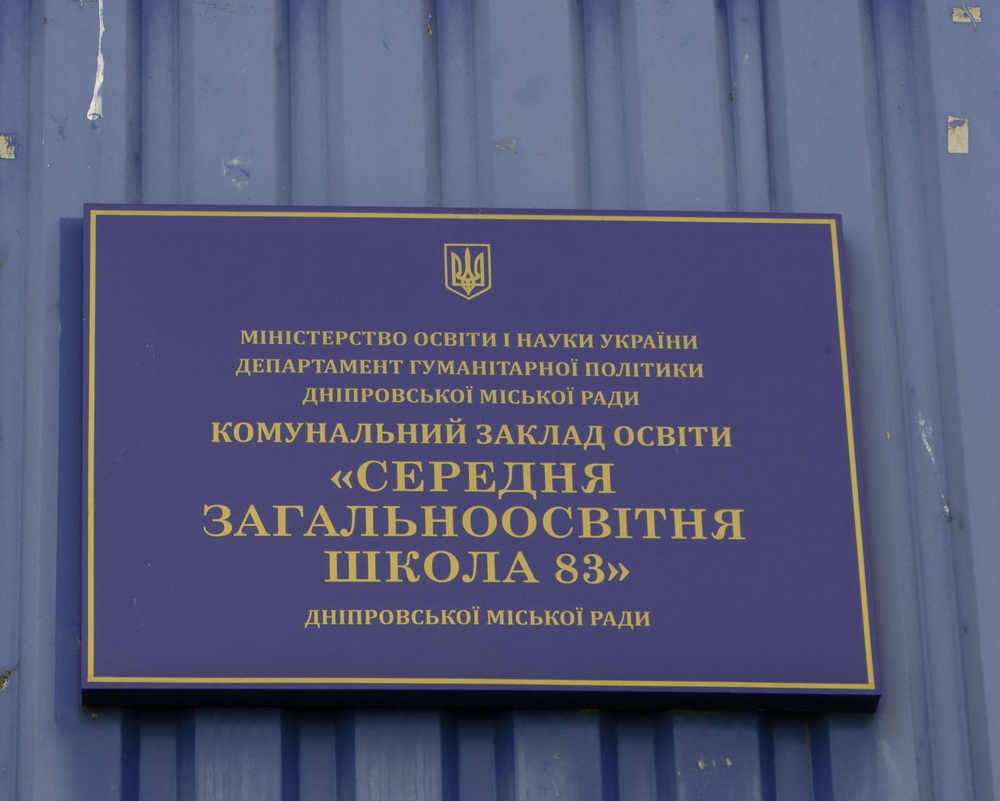 МІНІСТЕРСТВО ОСВІТИ І НАУКИ УКРАЇНИ
ДЕПАРТАМЕНТ ГУМАНІТАРНОЇ ПОЛІТИКИ
ДНІПРОВСЬКОЇ МІСЬКОЇ РАДИ
КОМУНАЛЬНИЙ ЗАКЛАД ОСВІТИ
«СЕРЕДНЯ
ЗАГАЛЬНООСВІТНЯ
ШКОЛА 83»
ДНІПРОВСЬКОЇ МІСЬКОЇ РАДИ